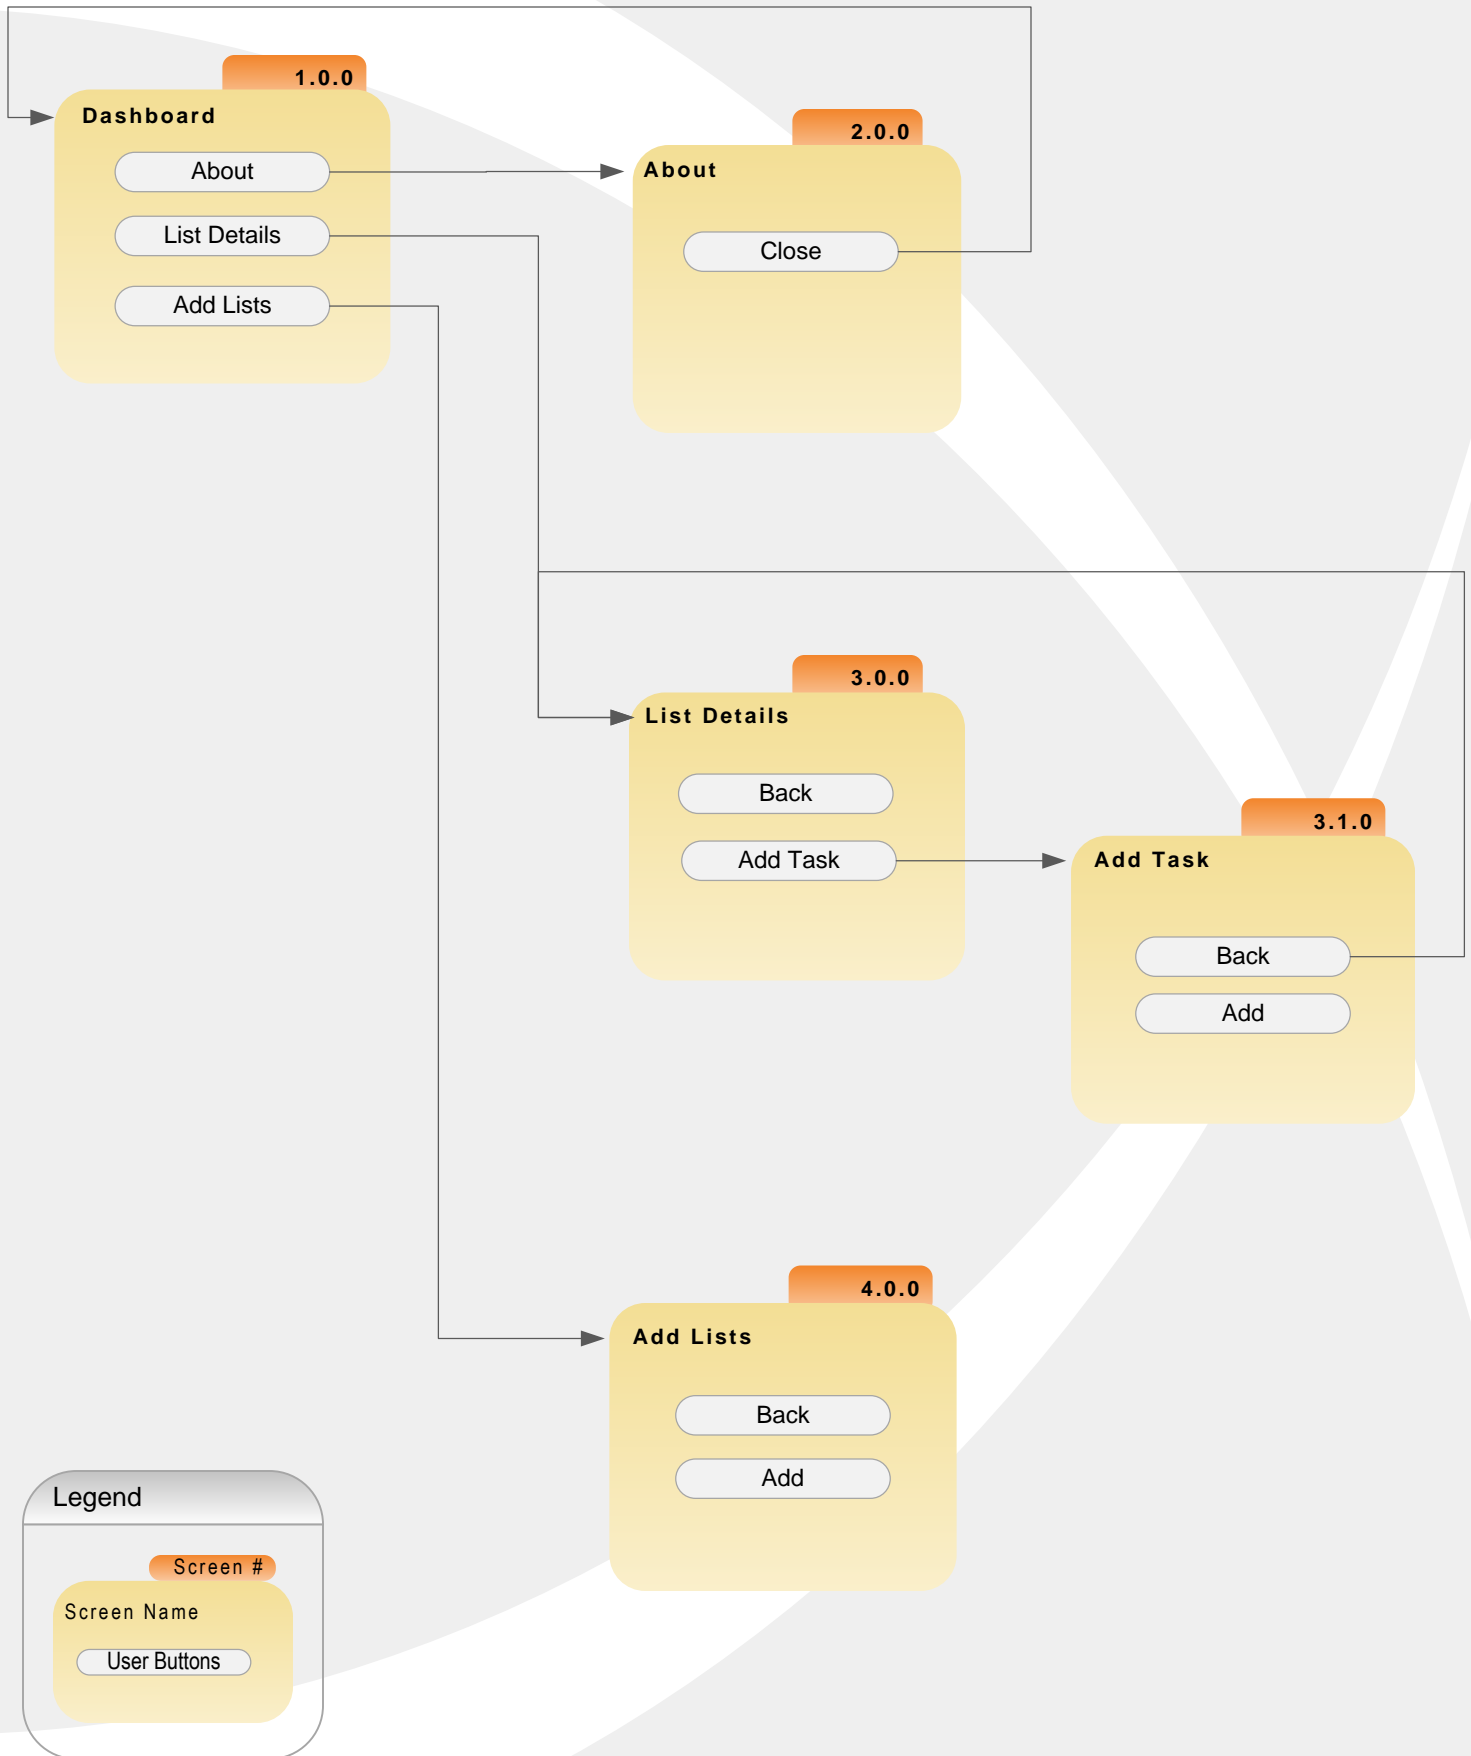 1.0.0
Dashboard
About
List Details
Add Lists
2.0.0
About
Close
3.0.0
List Details
Back
Add Task
3.1.0
Add Task
Back
Add
4.0.0
Add Lists
Back
Add
Legend
Screen #
Screen Name
User Buttons